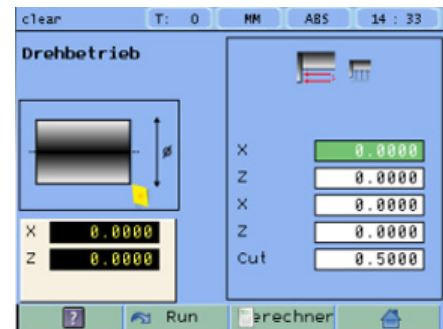 clear T: 0 MM ABS 14 : 33
Drehbetrieb
ø
X 0.0000
Z 0.0000
X 0.0000
Z 0.0000
Cut 0.5000
X 0.0000
Z 0.0000
? Run erechner